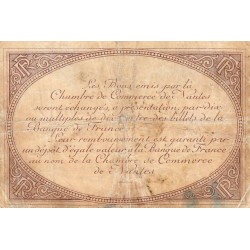 Les Bons émis par la
Chambre de Commerce de Nantes
seront échangés, à présentation, par deux
ou multiples de deux contre des billets de la
Banque de France.
Leur remboursement est garanti par
un dépôt d'égale valeur à la Banque de France
au nom de la Chambre de Commerce
de Nantes